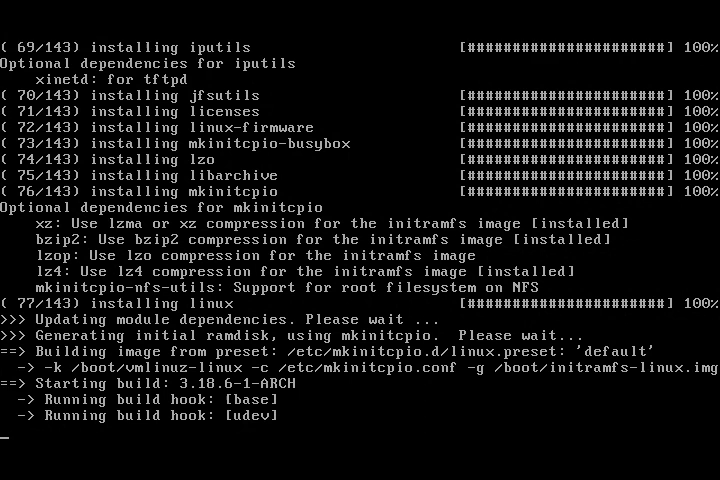 ( 69/143) installing iputils [######################] 100%
Optional dependencies for iputils
xinetd: for tftpd
( 70/143) installing jfsutils [######################] 100%
( 71/143) installing licenses [######################] 100%
( 72/143) installing linux-firmware [######################] 100%
( 73/143) installing mkinitcpio-busybox [######################] 100%
( 74/143) installing lzo [######################] 100%
( 75/143) installing libarchive [######################] 100%
( 76/143) installing mkinitcpio [######################] 100%
Optional dependencies for mkinitcpio
xz: Use lzma or xz compression for the initramfs image [installed]
bzip2: Use bzip2 compression for the initramfs image [installed]
lzop: Use lzo compression for the initramfs image
lz4: Use lz4 compression for the initramfs image [installed]
mkinitcpio-nfs-utils: Support for root filesystem on NFS
( 77/143) installing linux [######################] 100%
>>> Updating module dependencies. Please wait ...
>>> Generating initial ramdisk, using mkinitcpio.  Please wait...
==> Building image from preset: /etc/mkinitcpio.d/linux.preset: 'default'
-> -k /boot/vmlinuz-linux -c /etc/mkinitcpio.conf -g /boot/initramfs-linux.img
==> Starting build: 3.18.6-1-ARCH
-> Running build hook: [base]
-> Running build hook: [udev]